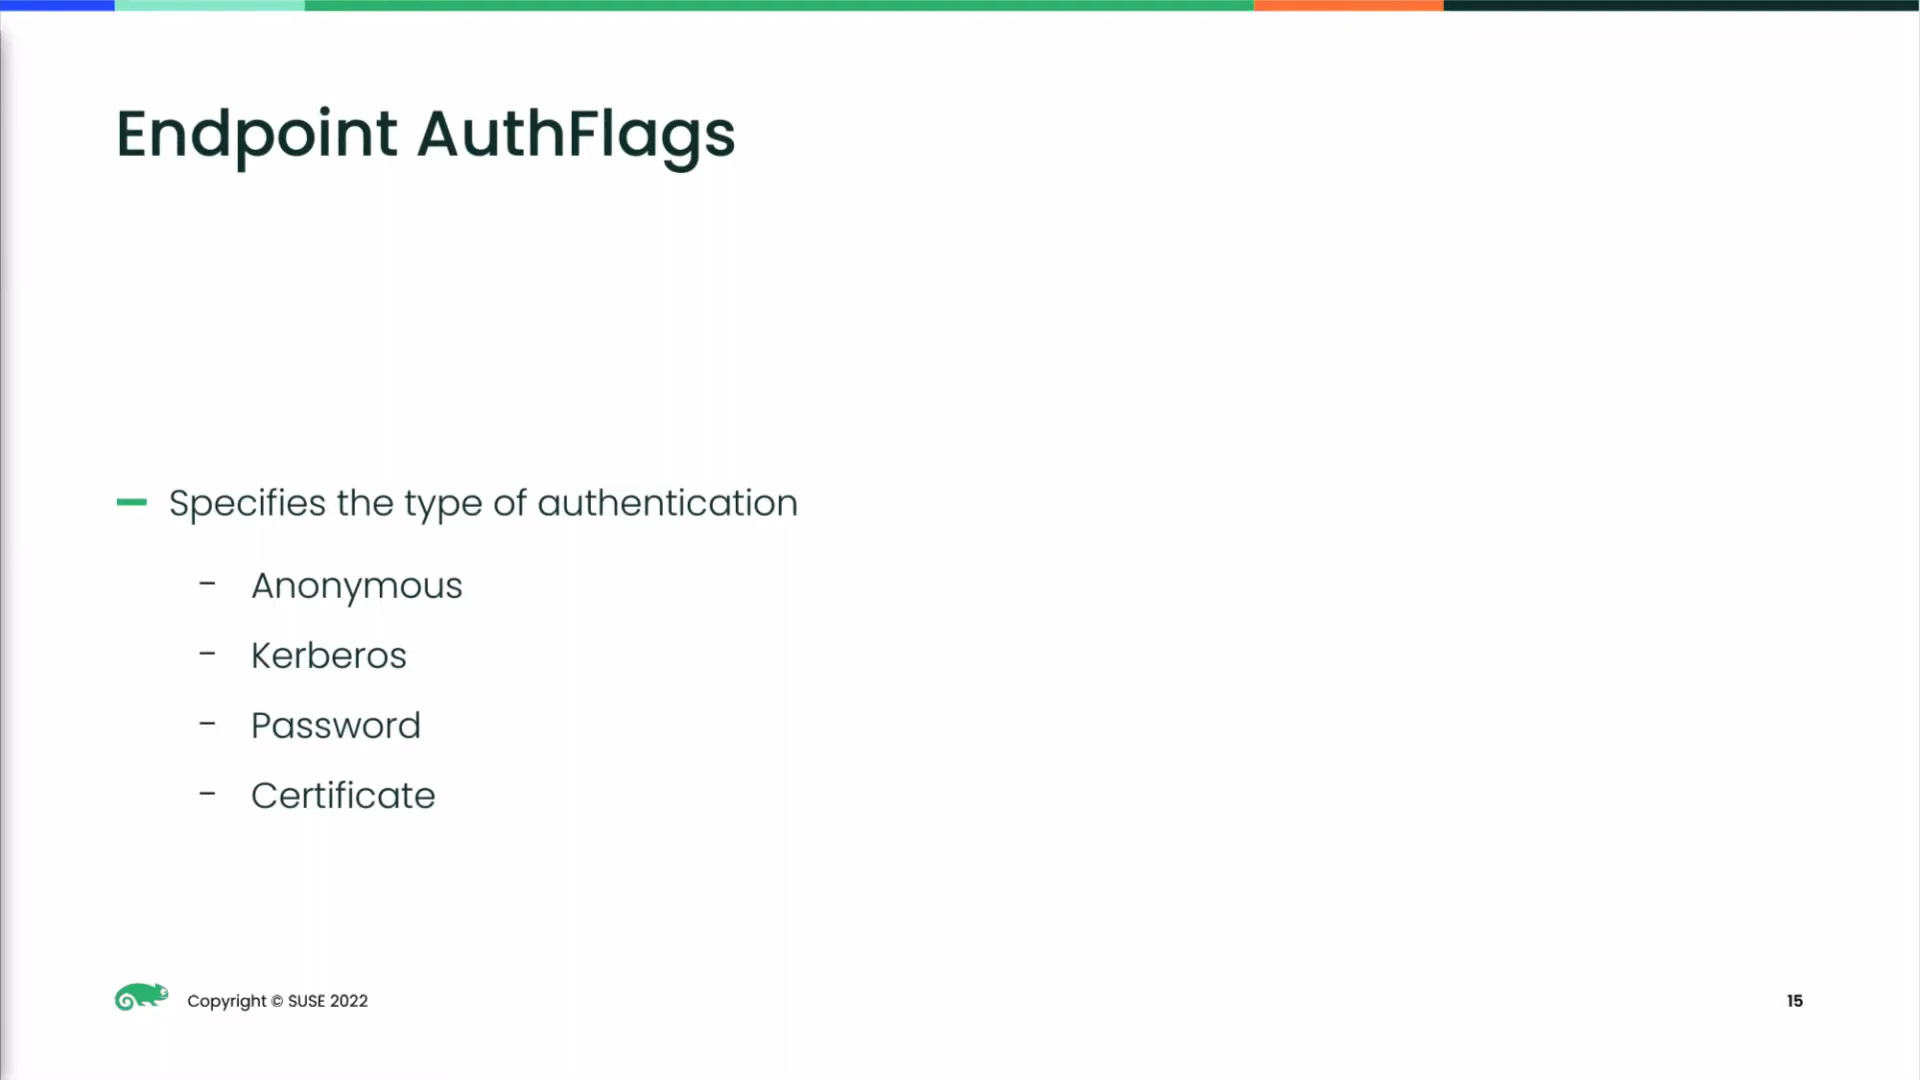 Endpoint AuthFlags
Specifies the type of authentication
- Anonymous
- Kerberos
- Password
- Certificate
Copyright © SUSE 2022
15